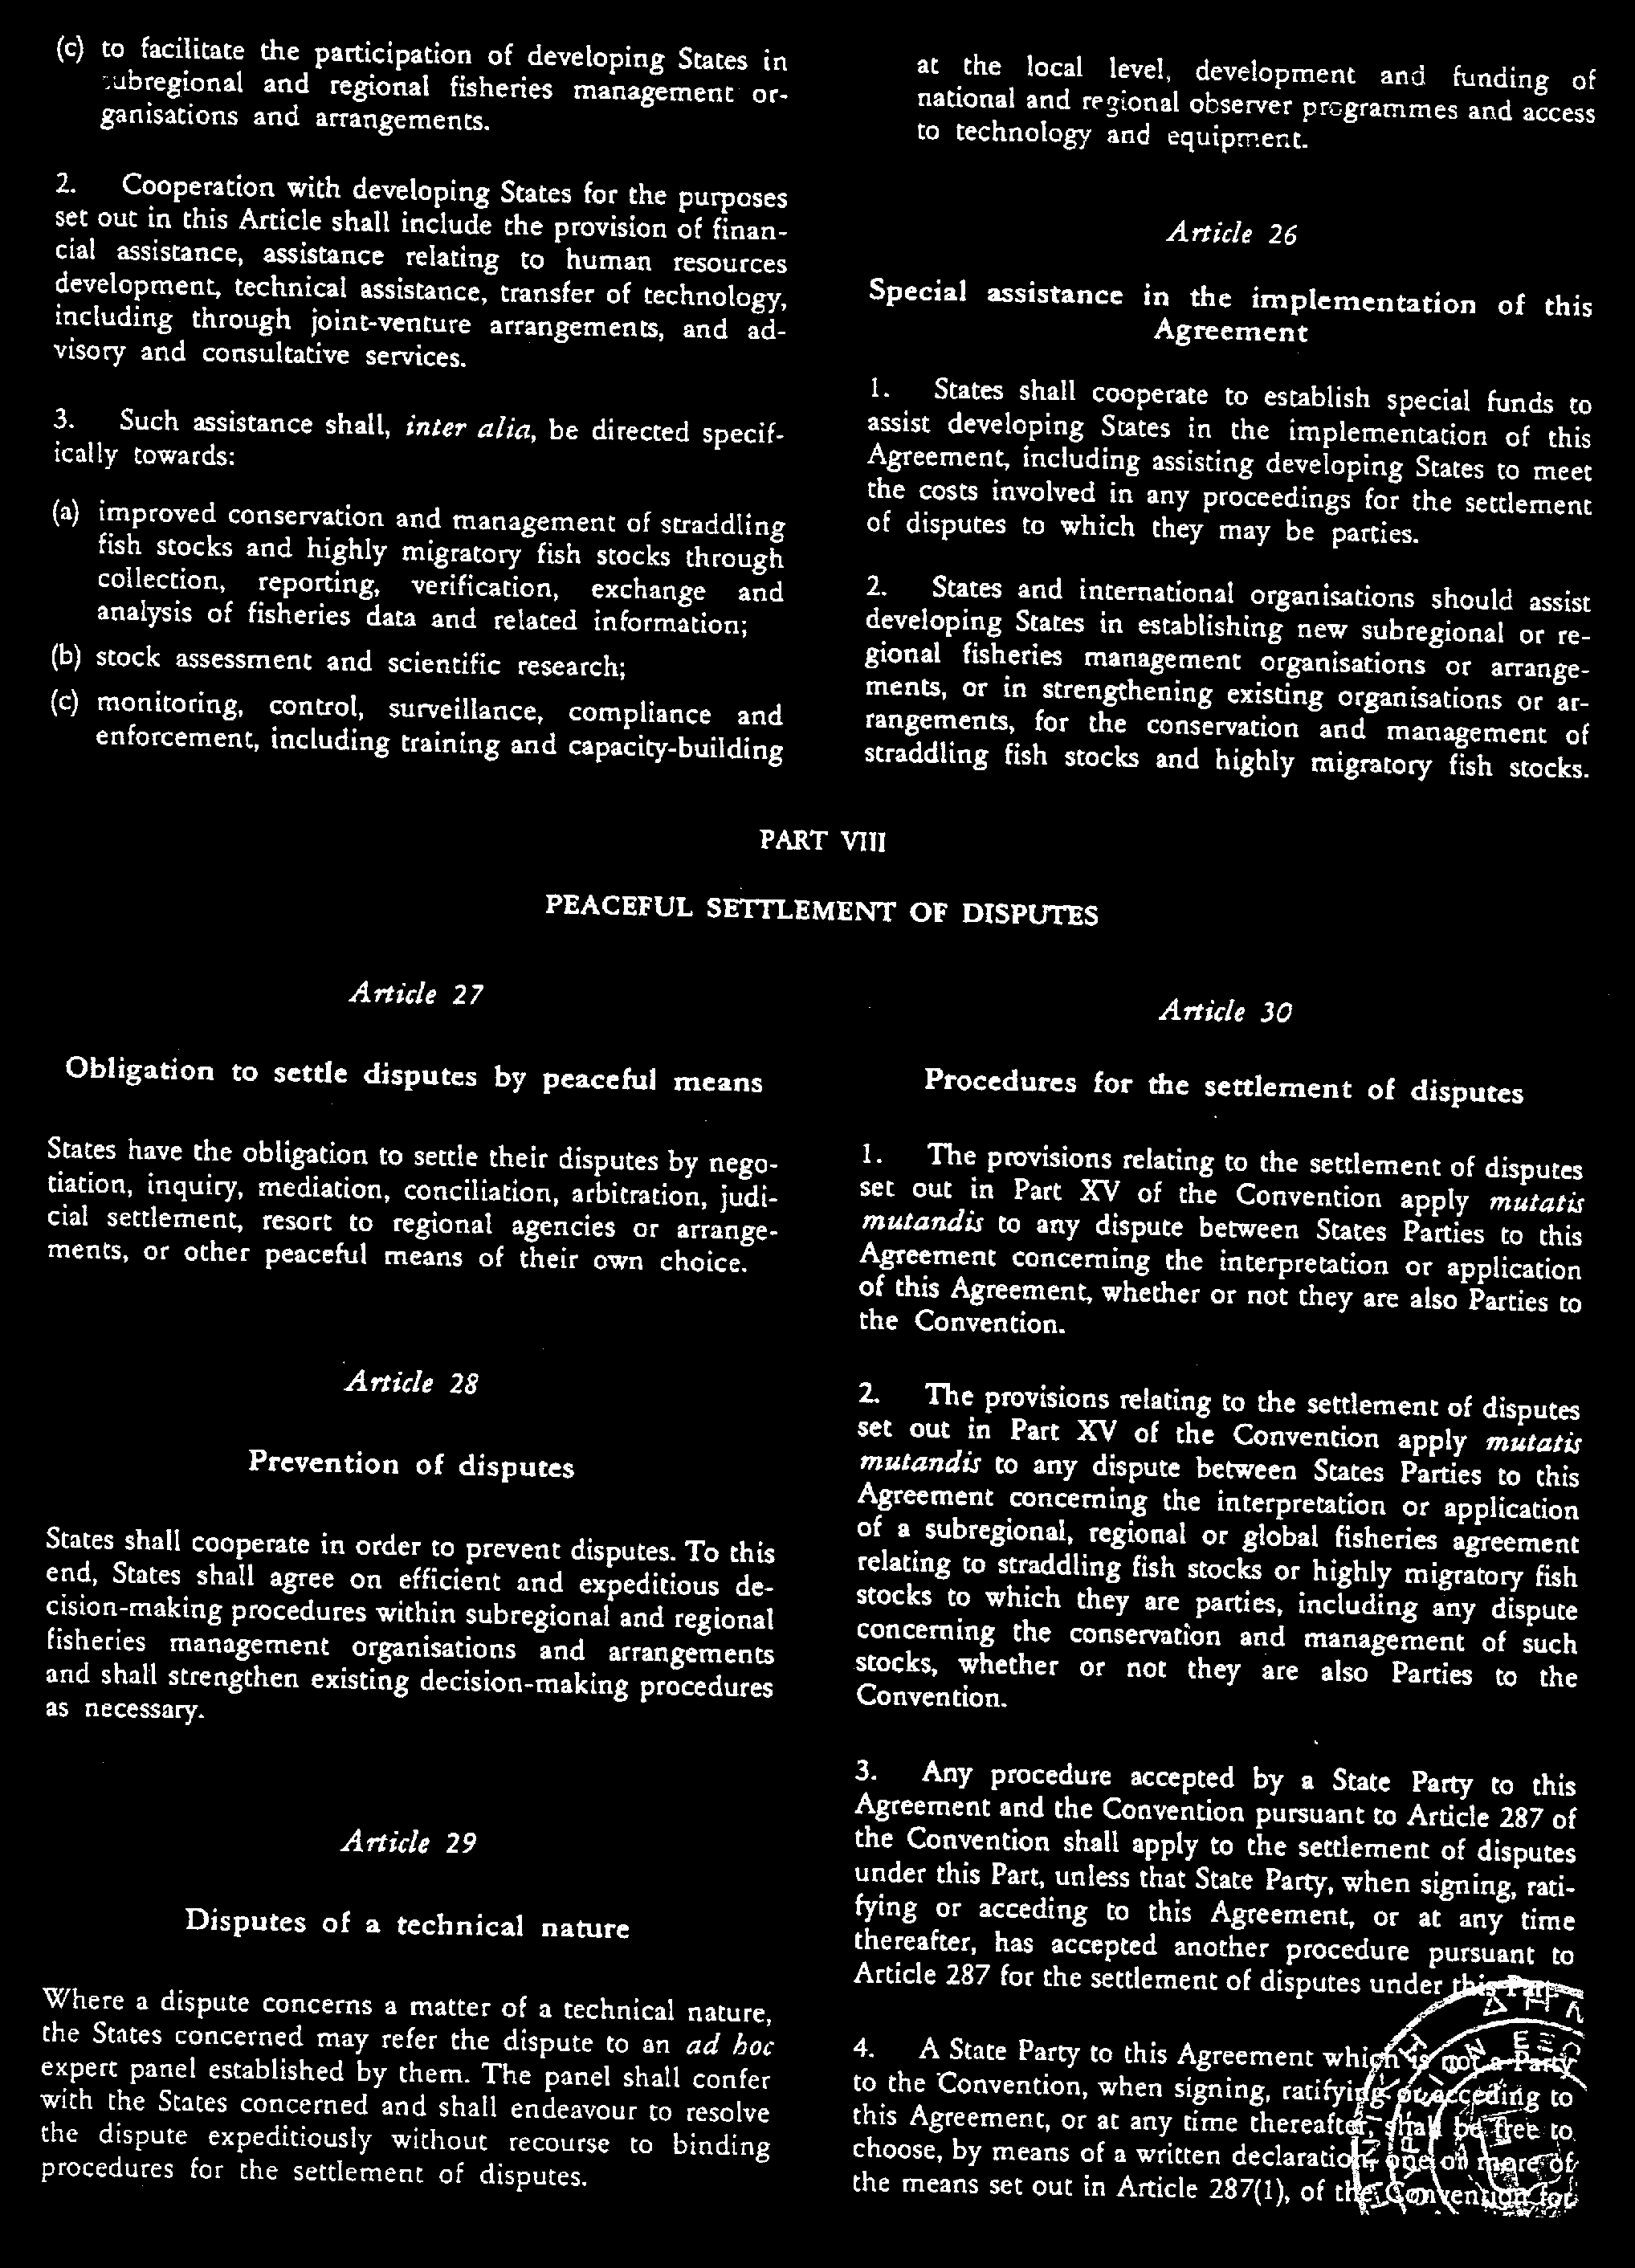 (c) to facilitate the participation of developing States in
subregional and regional fisheries management or-
ganisations and arrangements.
2. Cooperation with developing States for the purposes
set out in this Article shall include the provision of finan-
cial assistance, assistance relating to human resources
development, technical assistance, transfer of technology,
including through joint-venture arrangements, and ad-
visory and consultative services.
3. Such assistance shall, inter alia, be directed specif-
ically towards:
(a) improved conservation and management of straddling
fish stocks and highly migratory fish stocks through
collection, reporting, verification, exchange and
analysis of fisheries data and related information;
(b) stock assessment and scientific research;
(c) monitoring, control, surveillance, compliance and
enforcement, including training and capacity-building
at the local level, development and funding of
national and regional observer programmes and access
to technology and equipment.
Article 26
Special assistance in the implementation of this
Agreement
1. States shall cooperate to establish special funds to
assist developing States in the implementation of this
Agreement, including assisting developing States to meet
the costs involved in any proceedings for the settlement
of disputes to which they may be parties.
2. States and international organisations should assist
developing States in establishing new subregional or re-
gional fisheries management organisations or arrange-
ments, or in strengthening existing organisations or ar-
rangements, for the conservation and management of
straddling fish stocks and highly migratory fish stocks.
PART VIII
PEACEFUL SETTLEMENT OF DISPUTES
Article 27
Obligation to settle disputes by peaceful means
States have the obligation to settle their disputes by nego-
tiation, inquiry, mediation, conciliation, arbitration, judi-
cial settlement, resort to regional agencies or arrange-
ments, or other peaceful means of their own choice.
Article 28
Prevention of disputes
States shall cooperate in order to prevent disputes. To this
end, States shall agree on efficient and expeditious de-
cision-making procedures within subregional and regional
fisheries management organisations and arrangements
and shall strengthen existing decision-making procedures
as necessary.
Article 29
Disputes of a technical nature
Where a dispute concerns a matter of a technical nature,
the States concerned may refer the dispute to an ad hoc
expert panel established by them. The panel shall confer
with the States concerned and shall endeavour to resolve
the dispute expeditiously without recourse to binding
procedures for the settlement of disputes.
Article 30
Procedures for the settlement of disputes
1. The provisions relating to the settlement of disputes
set out in Part XV of the Convention apply mutatis
mutandis to any dispute between States Parties to this
Agreement concerning the interpretation or application
of this Agreement, whether or not they are also Parties to
the Convention.
2. The provisions relating to the settlement of disputes
set out in Part XV of the Convention apply mutatis
mutandis to any dispute between States Parties to this
Agreement concerning the interpretation or application
of a subregional, regional or global fisheries agreement
relating to straddling fish stocks or highly migratory fish
stocks to which they are parties, including any dispute
concerning the conservation and management of such
stocks, whether or not they are also Parties to the
Convention.
3. Any procedure accepted by a State Party to this
Agreement and the Convention pursuant to Article 287 of
the Convention shall apply to the settlement of disputes
under this Part, unless that State Party, when signing, rati-
fying or acceding to this Agreement, or at any time
thereafter, has accepted another procedure pursuant to
Article 287 for the settlement of disputes under this Part.
4. A State Party to this Agreement which is not a Party
to the Convention, when signing, ratifying or acceding to
this Agreement, or at any time thereafter, shall be free to
choose, by means of a written declaration, one or more of
the means set out in Article 287(1), of the Convention for